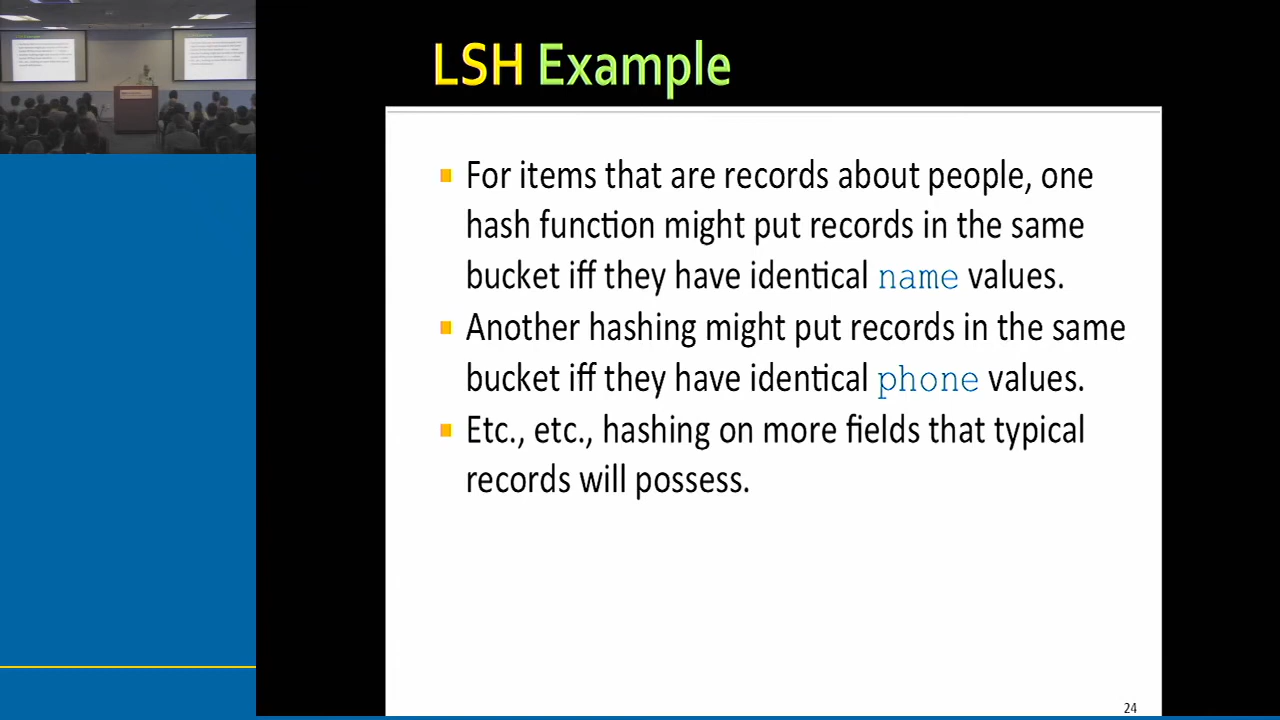 LSH Example
For items that are records about people, one
hash function might put records in the same
bucket iff they have identical name values.
Another hashing might put records in the same
bucket iff they have identical phone values.
Etc., etc., hashing on more fields that typical
records will possess.
24